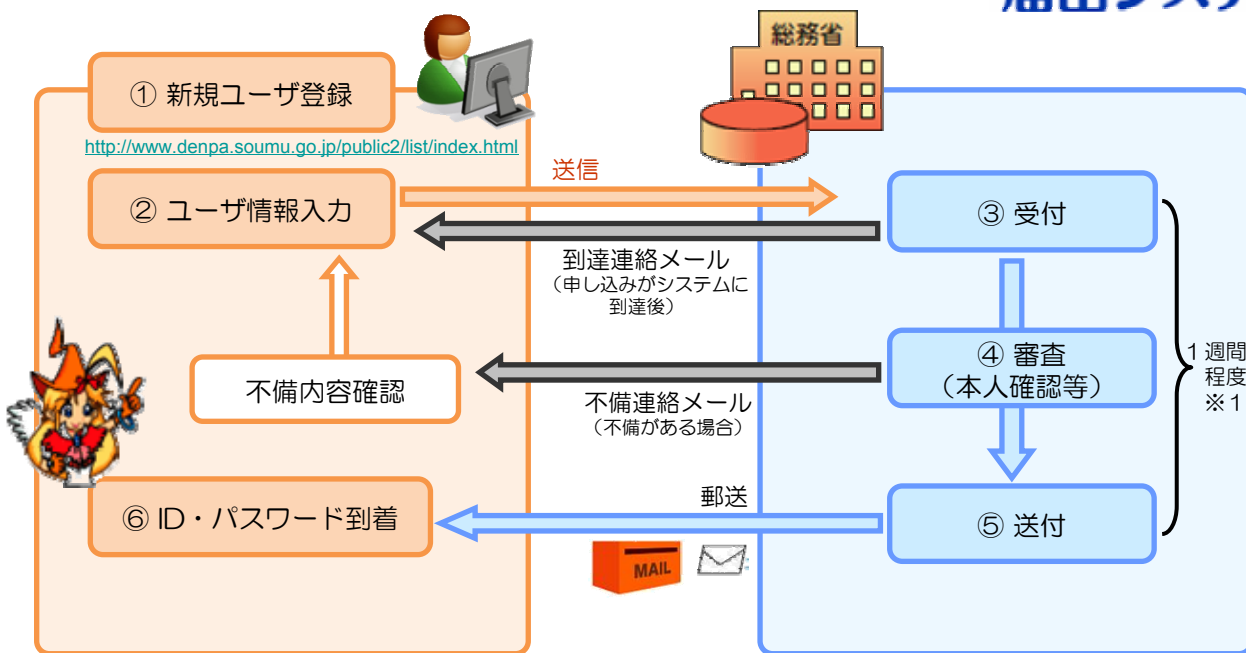 届出システ
総務省
① 新規ユーザ登録
http://www.denpa.soumu.go.jp/public2/list/index.html
送信
② ユーザ情報入力
③ 受付
到達連絡メール
（申し込みがシステムに
到達後）
④ 審査
（本人確認等）
1 週間
程度
※1
不備内容確認
不備連絡メール
（不備がある場合）
郵送
⑥ ID・パスワード到着
⑤ 送付
MAIL